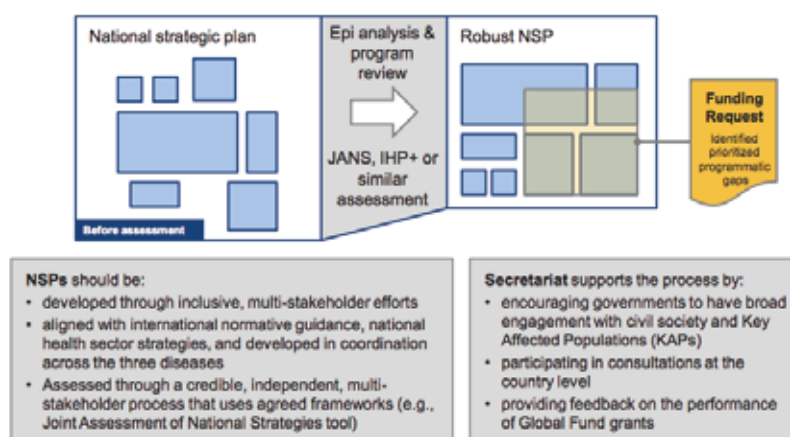 National strategic plan
Before assessment
Epi analysis &
program
review
JANS, IHP+ or
similar
assessment
Robust NSP
Funding
Request
Identified
prioritized
programmatic
gaps
NSPs should be:
• developed through inclusive, multi-stakeholder efforts
• aligned with international normative guidance, national
health sector strategies, and developed in coordination
across the three diseases
• Assessed through a credible, independent, multi-
stakeholder process that uses agreed frameworks (e.g.,
Joint Assessment of National Strategies tool)
Secretariat supports the process by:
• encouraging governments to have broad
engagement with civil society and Key
Affected Populations (KAPs)
• participating in consultations at the
country level
• providing feedback on the performance
of Global Fund grants